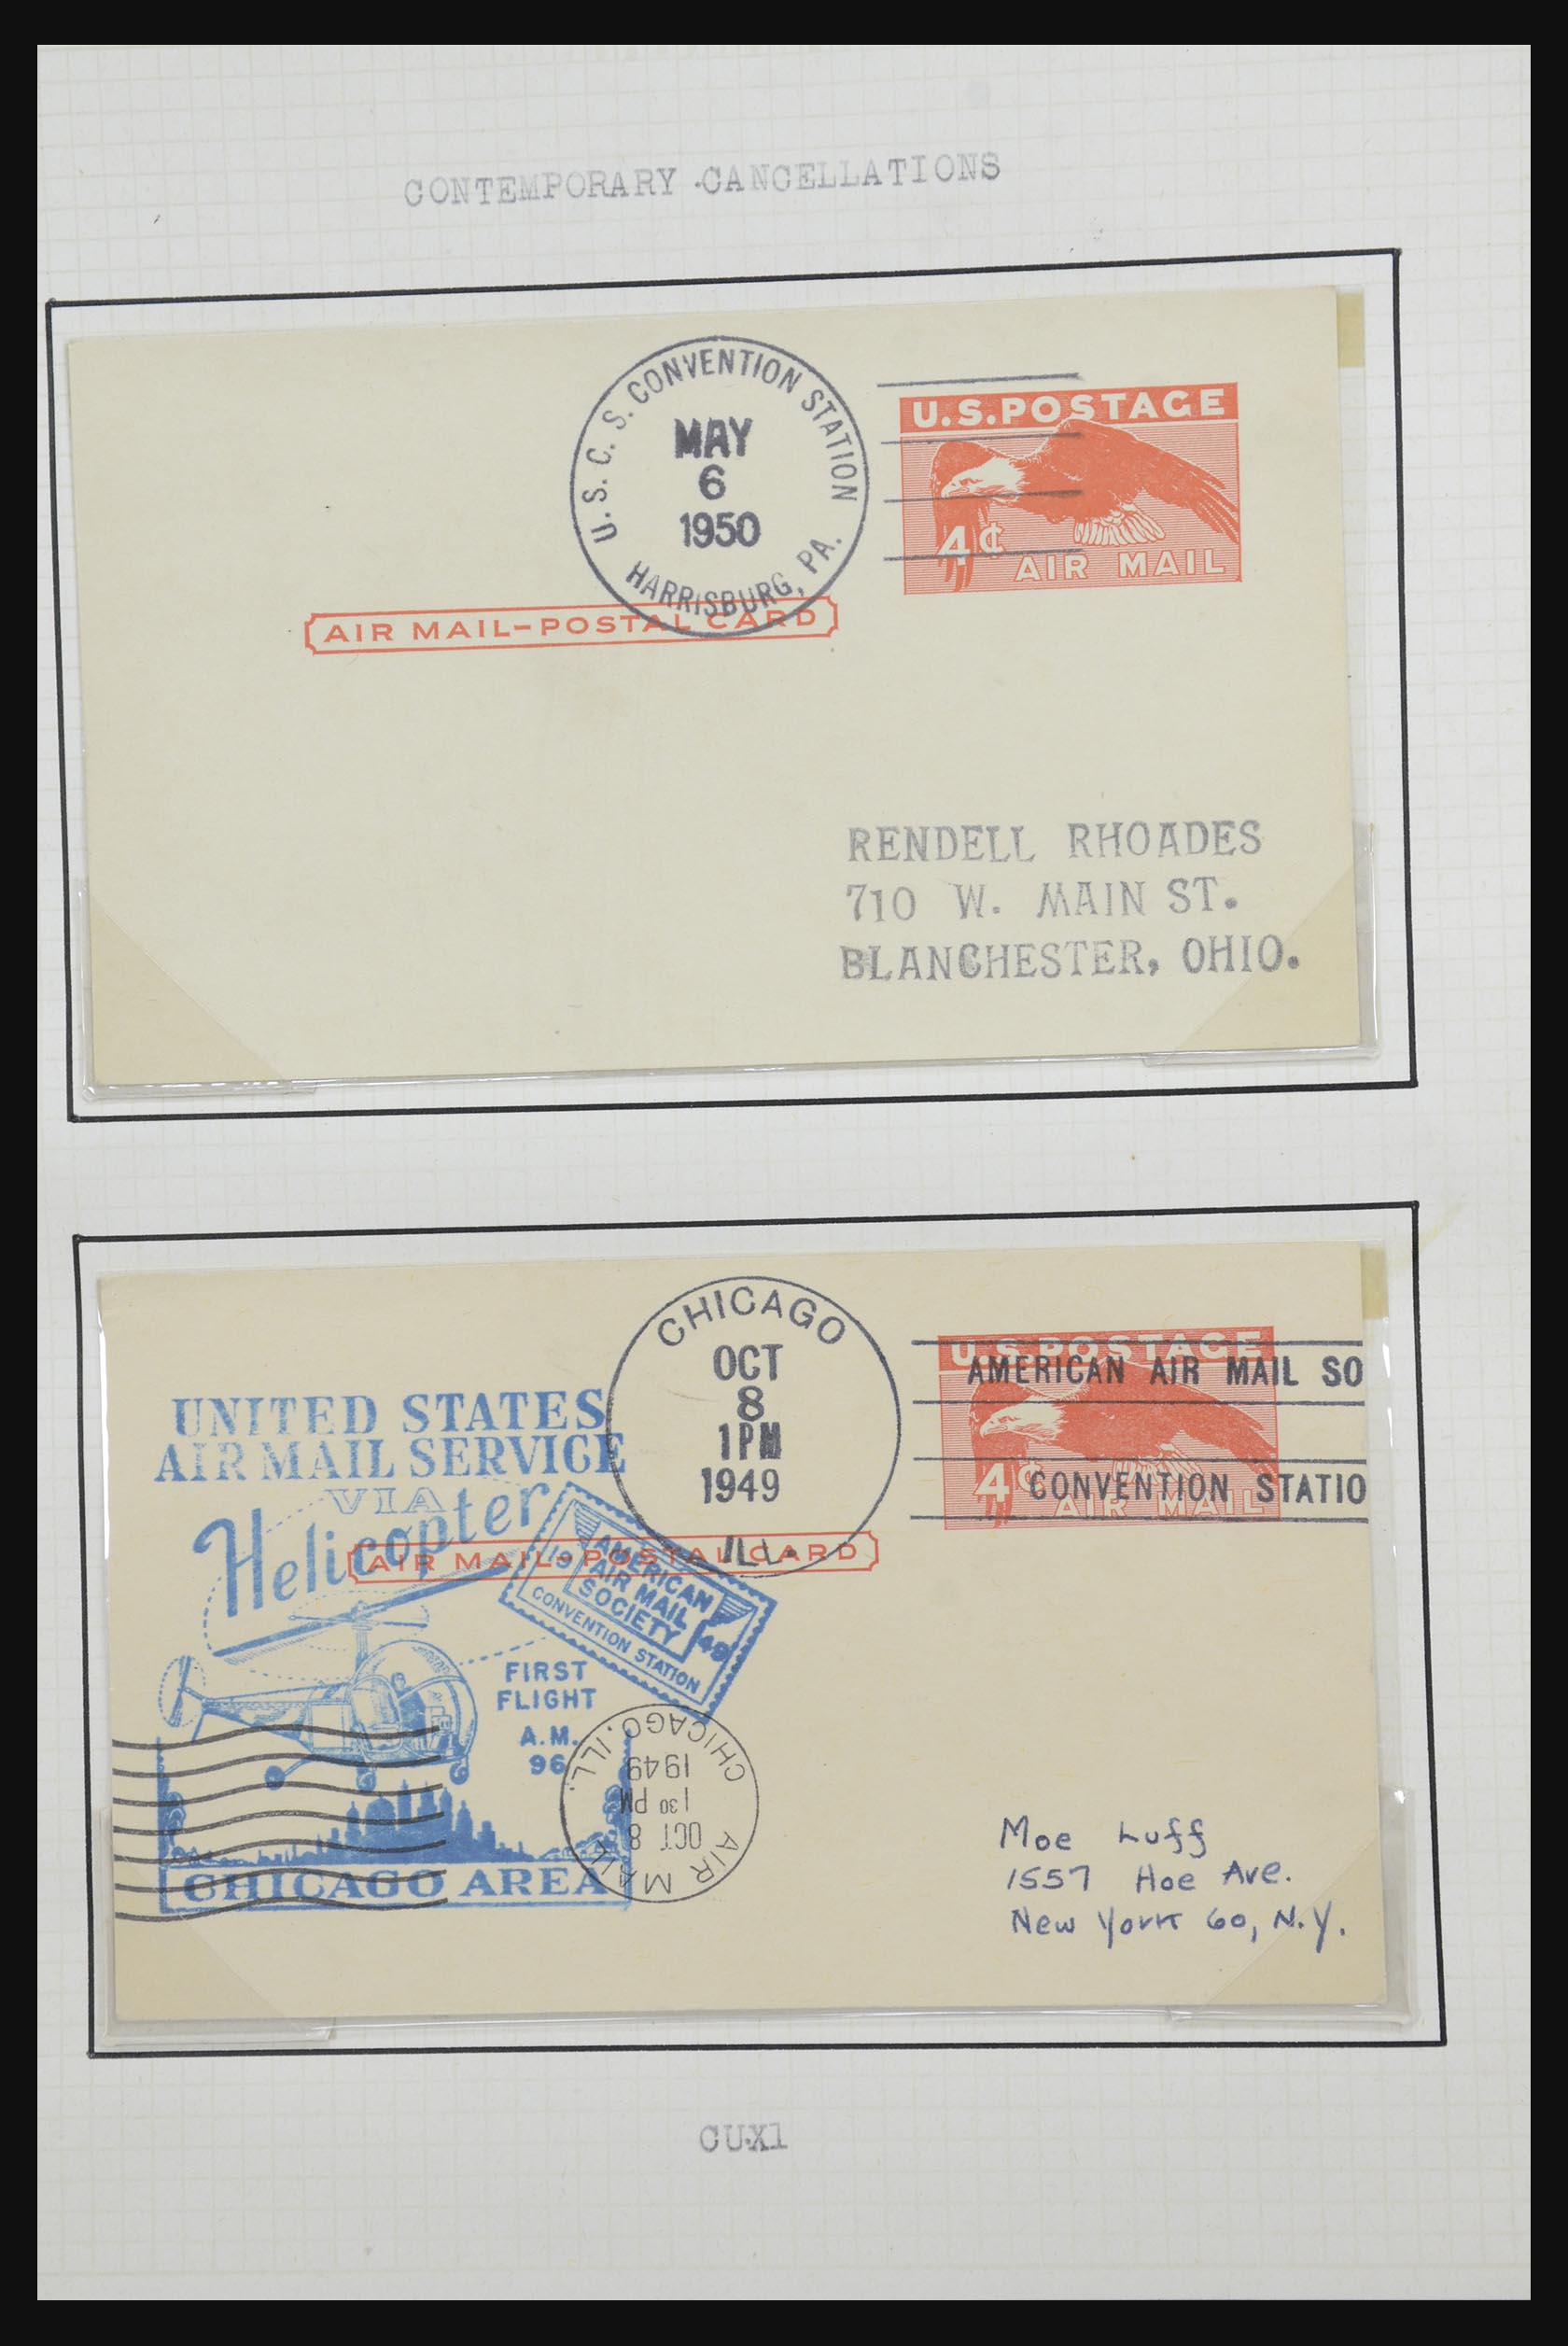 CONTEMPORARY CANCELLATIONS
U. S. C. S. CONVENTION STATION
MAY
6
1950
HARRISBURG, PA.
U.S. POSTAGE
4¢
AIR MAIL
AIR MAIL–POSTAL CARD
RENDELL RHOADES
710 W. MAIN ST.
BLANCHESTER, OHIO.
CHICAGO
OCT
8
1 PM
1949
ILL.
U.S. POSTAGE
AMERICAN AIR MAIL SO
4¢
CONVENTION STATIO
AIR MAIL
UNITED STATES
AIR MAIL SERVICE
VIA
Helicopter
AIR MAIL–POSTAL CARD
19 AMERICAN
AIR MAIL
SOCIETY 49
CONVENTION STATION
FIRST
FLIGHT
A.M.
96
CHICAGO AREA
CHICAGO, ILL.
1949
1 30 PM
OCT 8
AIR MAIL
Moe Luff
1557 Hoe Ave.
New York 60, N.Y.
CUX1